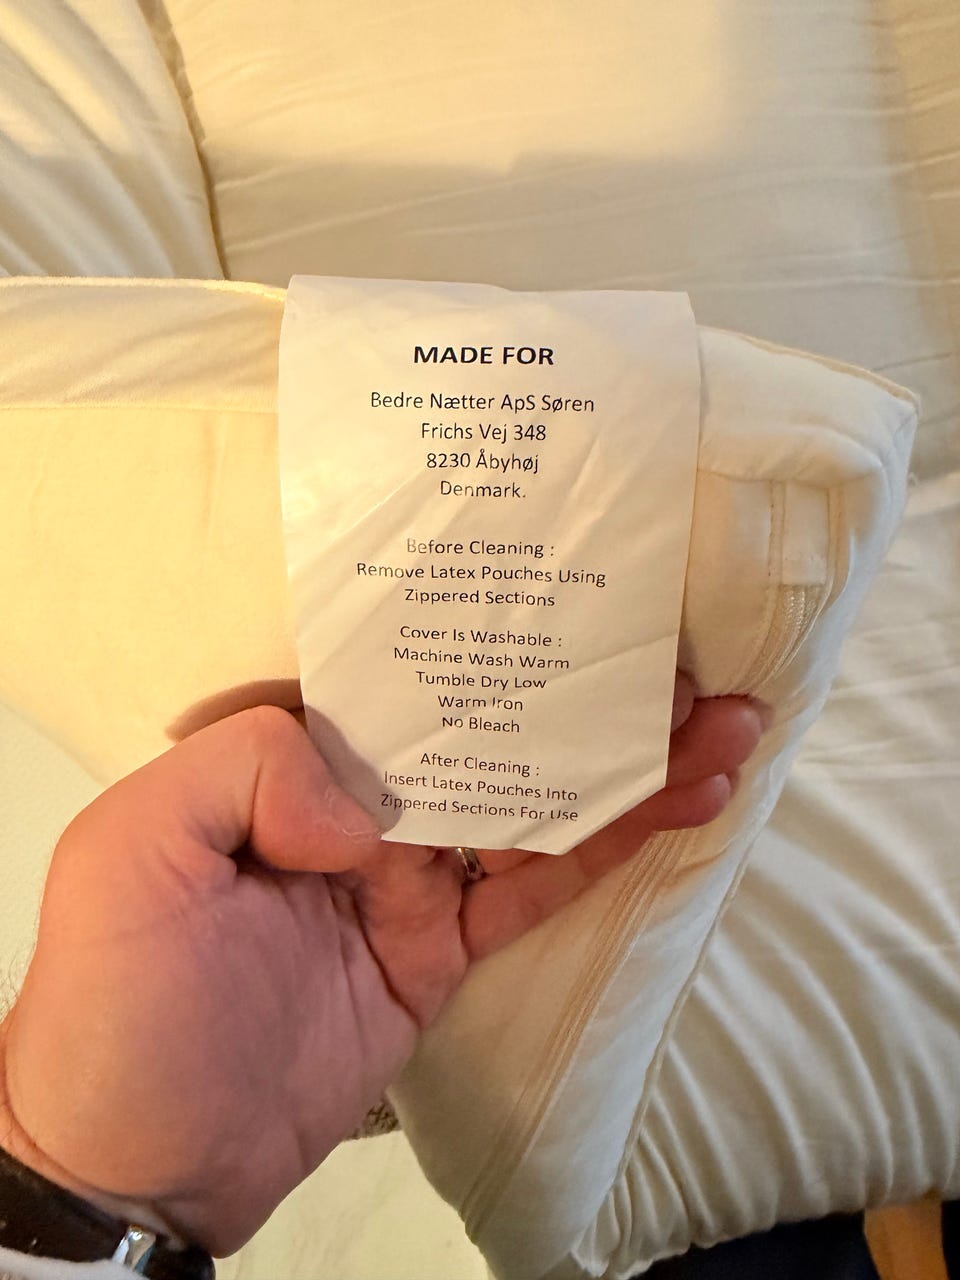 MADE FOR
Bedre Nætter ApS Søren
Frichs Vej 348
8230 Åbyhøj
Denmark.
Before Cleaning :
Remove Latex Pouches Using
Zippered Sections
Cover Is Washable :
Machine Wash Warm
Tumble Dry Low
Warm Iron
No Bleach
After Cleaning :
Insert Latex Pouches Into
Zippered Sections For Use